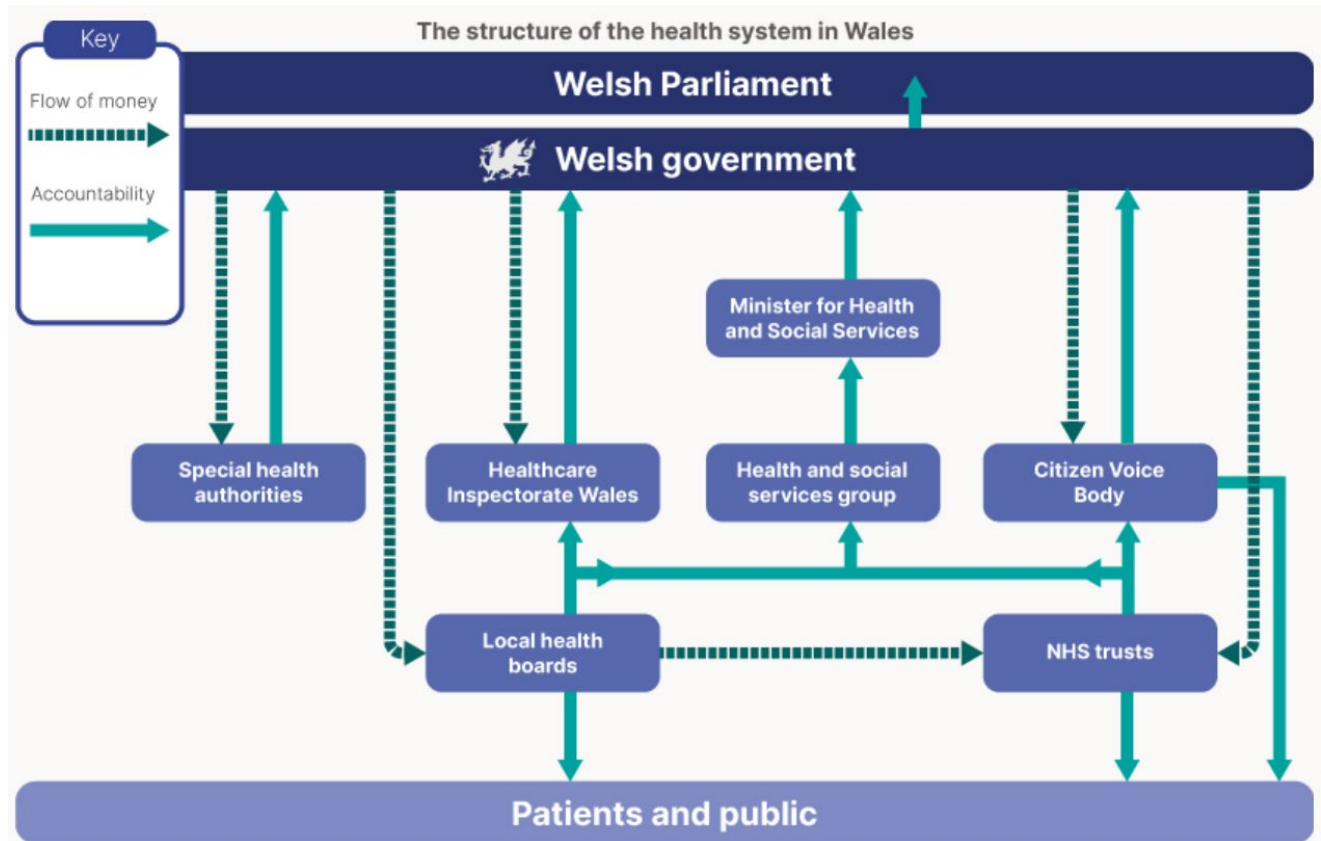 The structure of the health system in Wales
Key
Flow of money
Accountability
Welsh Parliament
Welsh government
Minister for Health
and Social Services
Special health
authorities
Healthcare
Inspectorate Wales
Health and social
services group
Citizen Voice
Body
Local health
boards
NHS trusts
Patients and public